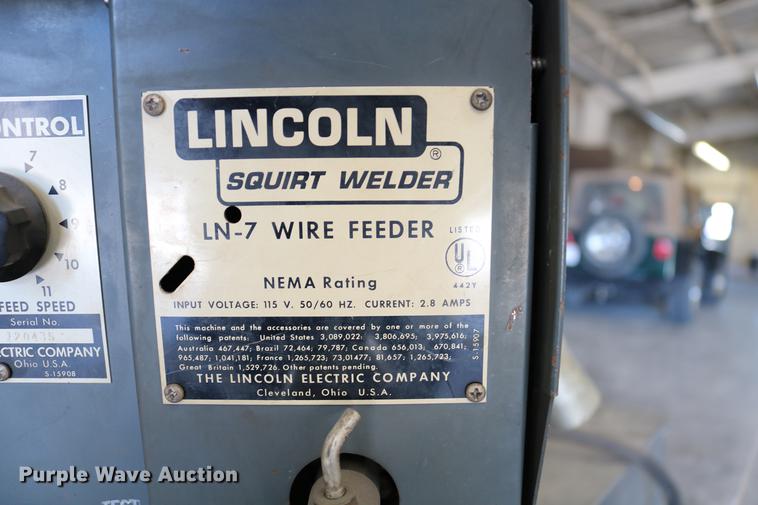 LINCOLN
®
SQUIRT WELDER
LN-7 WIRE FEEDER
LISTED
UL
®
442Y
NEMA Rating
INPUT VOLTAGE: 115 V. 50/60 HZ. CURRENT: 2.8 AMPS
This machine and the accessories are covered by one or more of the
following patents: United States 3,089,022; 3,806,695; 3,975,616;
Australia 467,447; Brazil 72,464; 79,787; Canada 656,013; 670,841;
965,487; 1,041,181; France 1,265,723; 73,01477; 81,657; 1,265,723;
Great Britain 1,529,726. Other patents pending.
THE LINCOLN ELECTRIC COMPANY
Cleveland, Ohio U.S.A.
S-15907
ONTROL
7
8
9
10
11
FEED SPEED
Serial No.
ECTRIC COMPANY
Ohio U.S.A.
S-15908
Purple Wave Auction